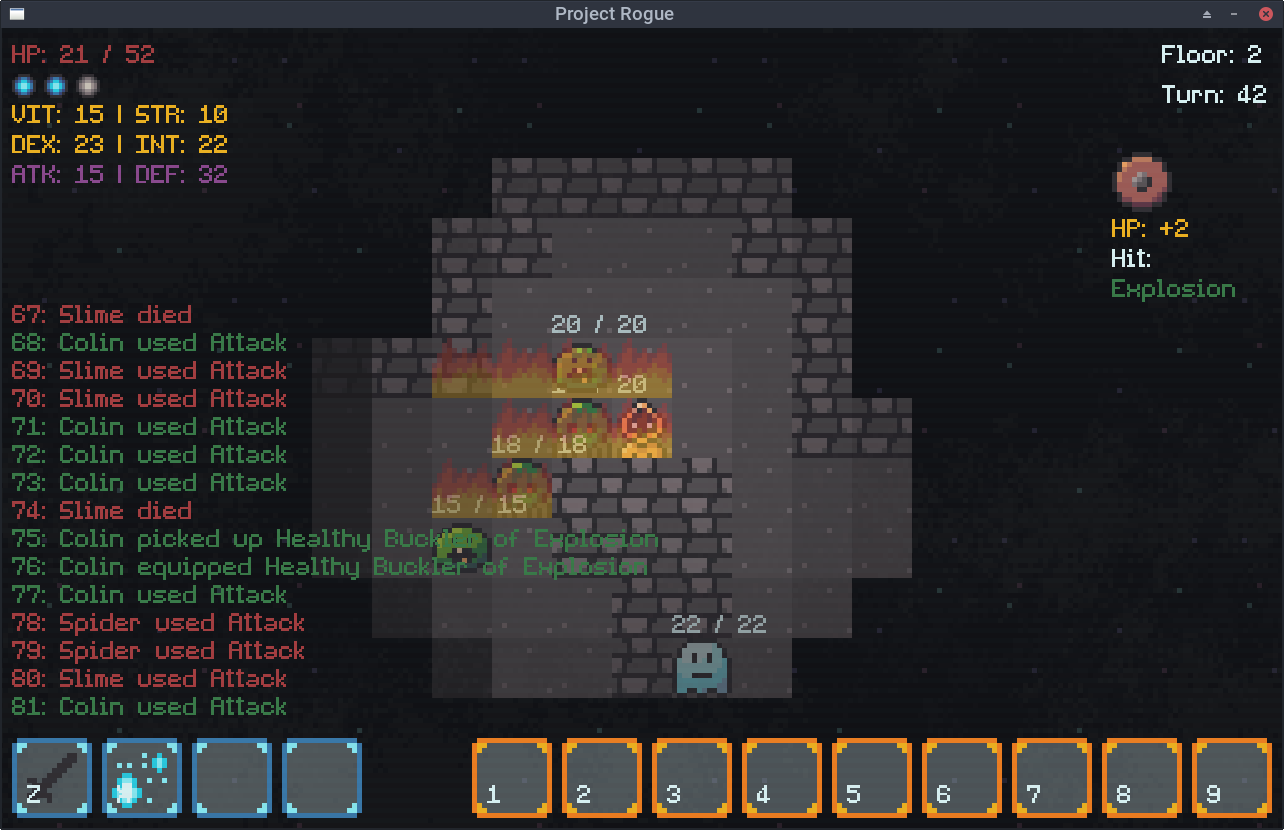 Project Rogue
HP: 21 / 52
Floor: 2
Turn: 42
VIT: 15 | STR: 10
DEX: 23 | INT: 22
ATK: 15 | DEF: 32
HP: +2
Hit:
Explosion
20 / 20
20
18 / 18
15 / 15
22 / 22
67: Slime died
68: Colin used Attack
69: Slime used Attack
70: Slime used Attack
71: Colin used Attack
72: Colin used Attack
73: Colin used Attack
74: Slime died
75: Colin picked up Healthy Buckler of Explosion
76: Colin equipped Healthy Buckler of Explosion
77: Colin used Attack
78: Spider used Attack
79: Spider used Attack
80: Slime used Attack
81: Colin used Attack
Z
1 2 3 4 5 6 7 8 9